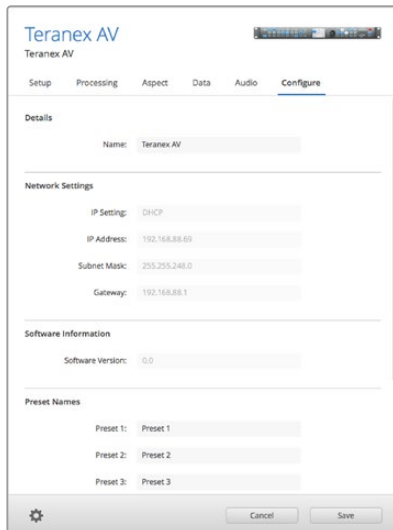 Teranex AV
Teranex AV
Setup Processing Aspect Data Audio Configure
Details
Name: Teranex AV
Network Settings
IP Setting: DHCP
IP Address: 192.168.88.69
Subnet Mask: 255.255.248.0
Gateway: 192.168.88.1
Software Information
Software Version: 0.0
Preset Names
Preset 1: Preset 1
Preset 2: Preset 2
Preset 3: Preset 3
Cancel Save